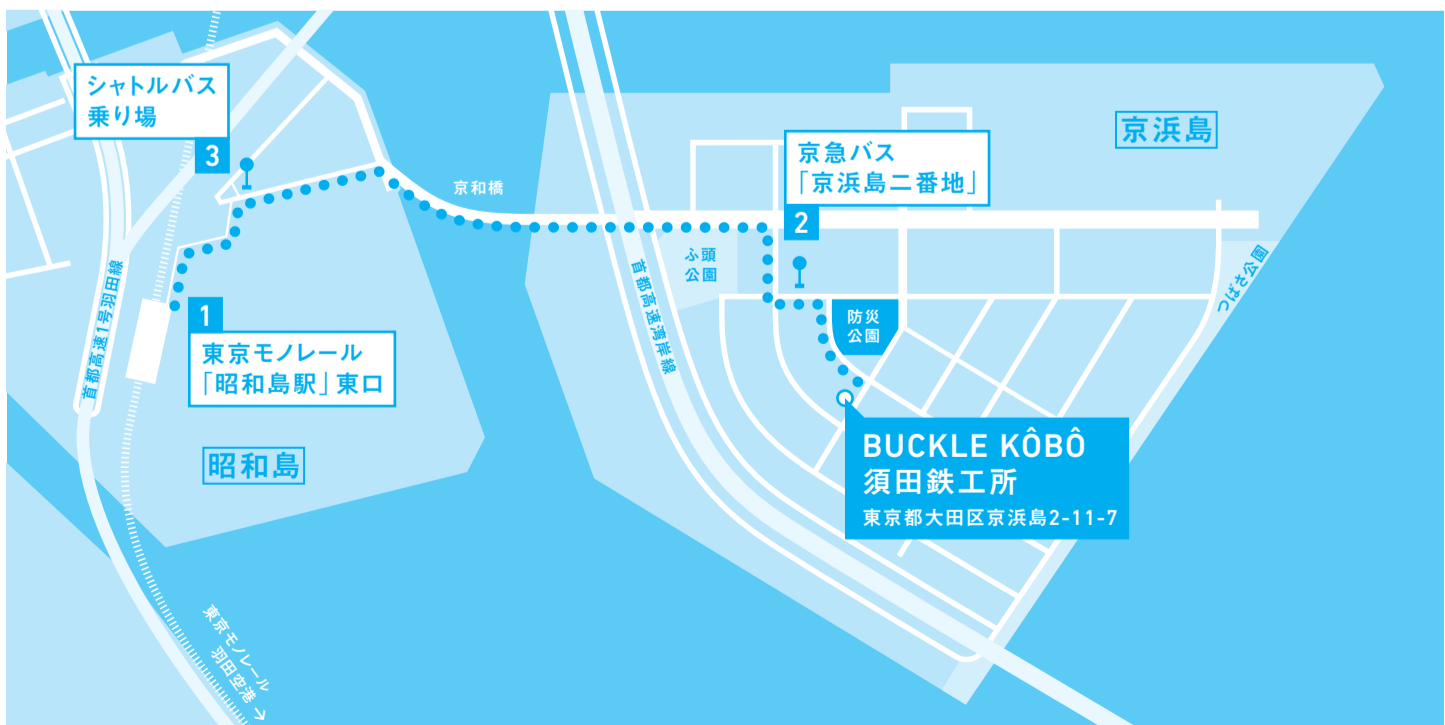 シャトルバス
乗り場
3
京浜島
京急バス
「京浜島二番地」
2
京和橋
ふ頭
公園
首都高速湾岸線
つばさ公園
防災
公園
首都高速1号羽田線
1
東京モノレール
「昭和島駅」東口
昭和島
BUCKLE KÔBÔ
須田鉄工所
東京都大田区京浜島2-11-7
東京モノレール
羽田空港→